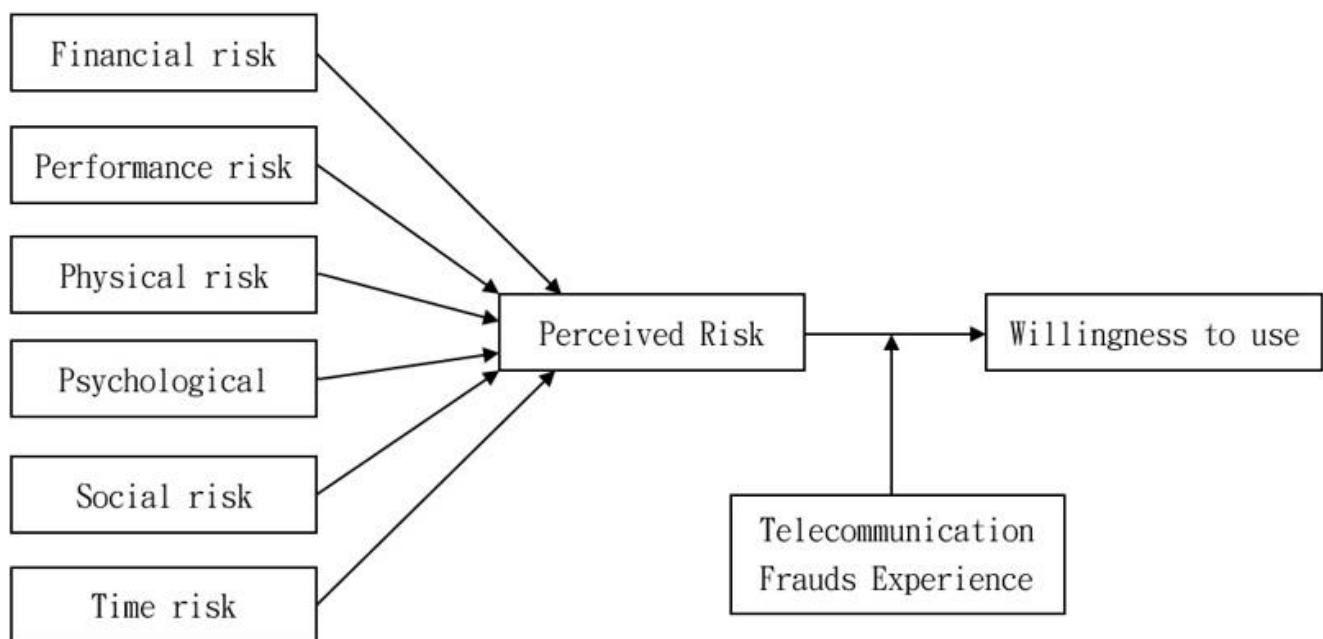 Financial risk
Performance risk
Physical risk
Psychological
Social risk
Time risk
Perceived Risk
Willingness to use
Telecommunication
Frauds Experience